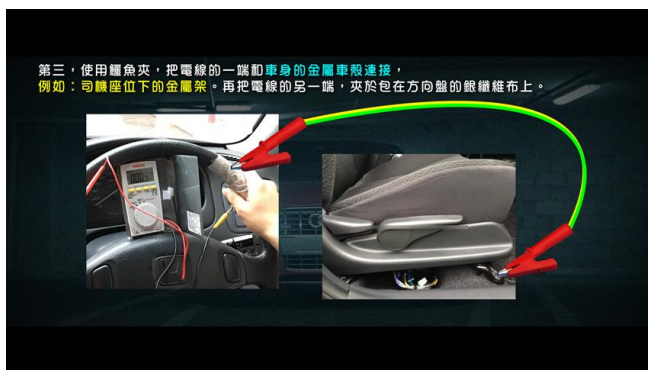 第三，使用鱷魚夾，把電線的一端和車身的金屬車殼連接，
例如：司機座位下的金屬架。再把電線的另一端，夾於包在方向盤的銀纖維布上。